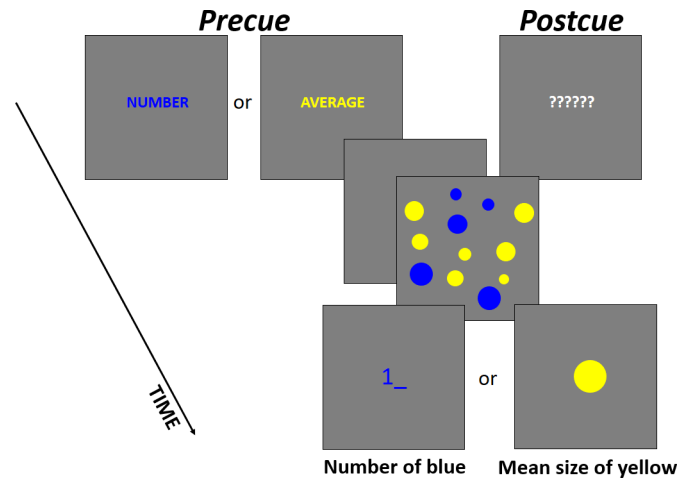 Precue
Postcue
NUMBER
or
AVERAGE
??????
TIME
1_
or
Number of blue
Mean size of yellow